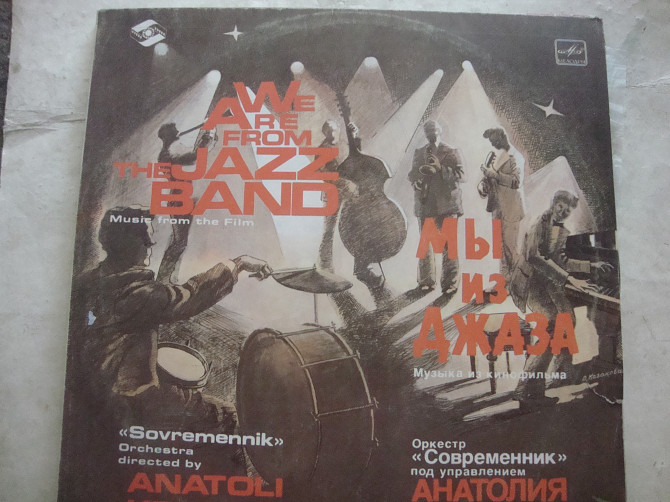 WE
ARE
FROM
THE JAZZ
BAND
Music from the Film
МЫ
ИЗ
ДЖАЗА
Музыка из кинофильма
«Sovremennik»
Orchestra
directed by
ANATOLI
Оркестр
«Современник»
под управлением
АНАТОЛИЯ